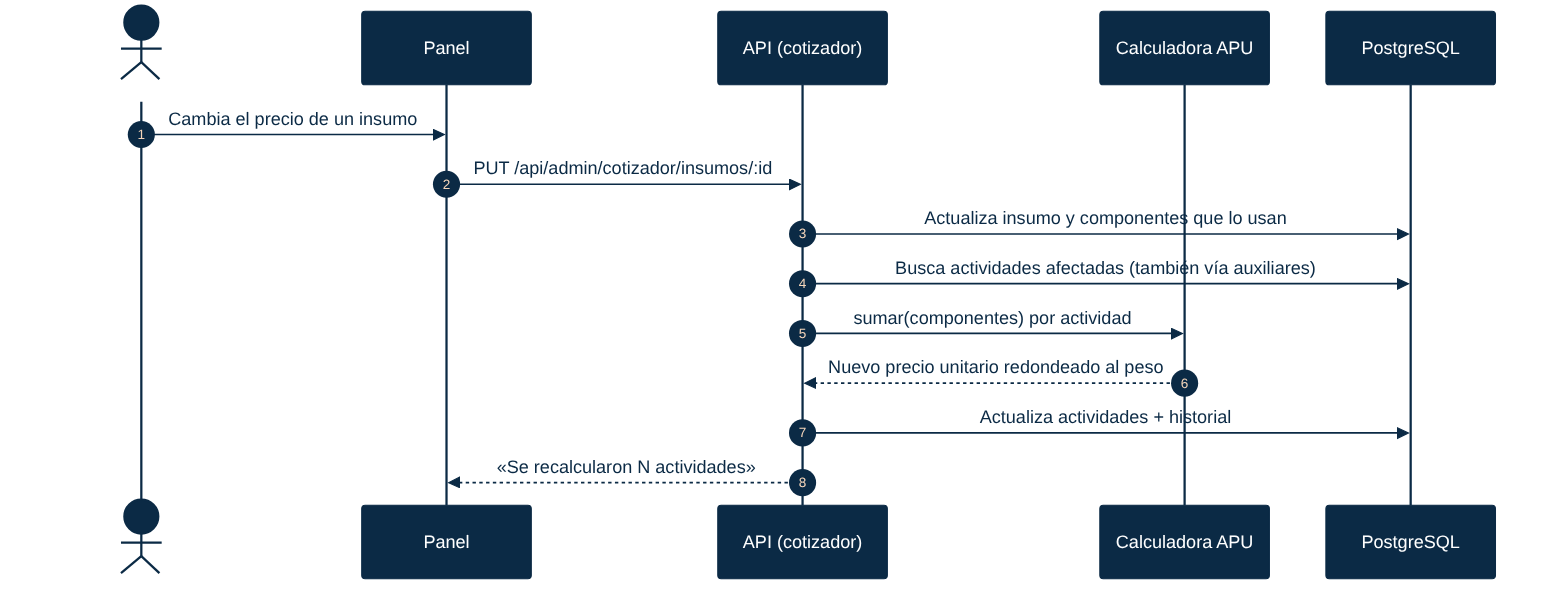 Panel
API (cotizador)
Calculadora APU
PostgreSQL
Cambia el precio de un insumo
1
PUT /api/admin/cotizador/insumos/:id
2
Actualiza insumo y componentes que lo usan
3
Busca actividades afectadas (también vía auxiliares)
4
sumar(componentes) por actividad
5
Nuevo precio unitario redondeado al peso
6
Actualiza actividades + historial
7
«Se recalcularon N actividades»
8
Panel
API (cotizador)
Calculadora APU
PostgreSQL